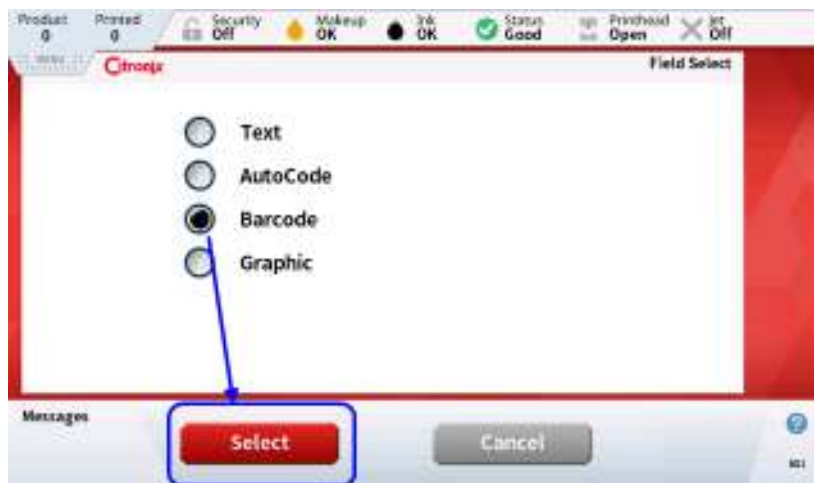 Product Printed Security Makeup Ink Status Printhead Jet
0 0 Off OK OK Good Open Off
Citronix Field Select
Text
AutoCode
Barcode
Graphic
Messages
Select Cancel
?